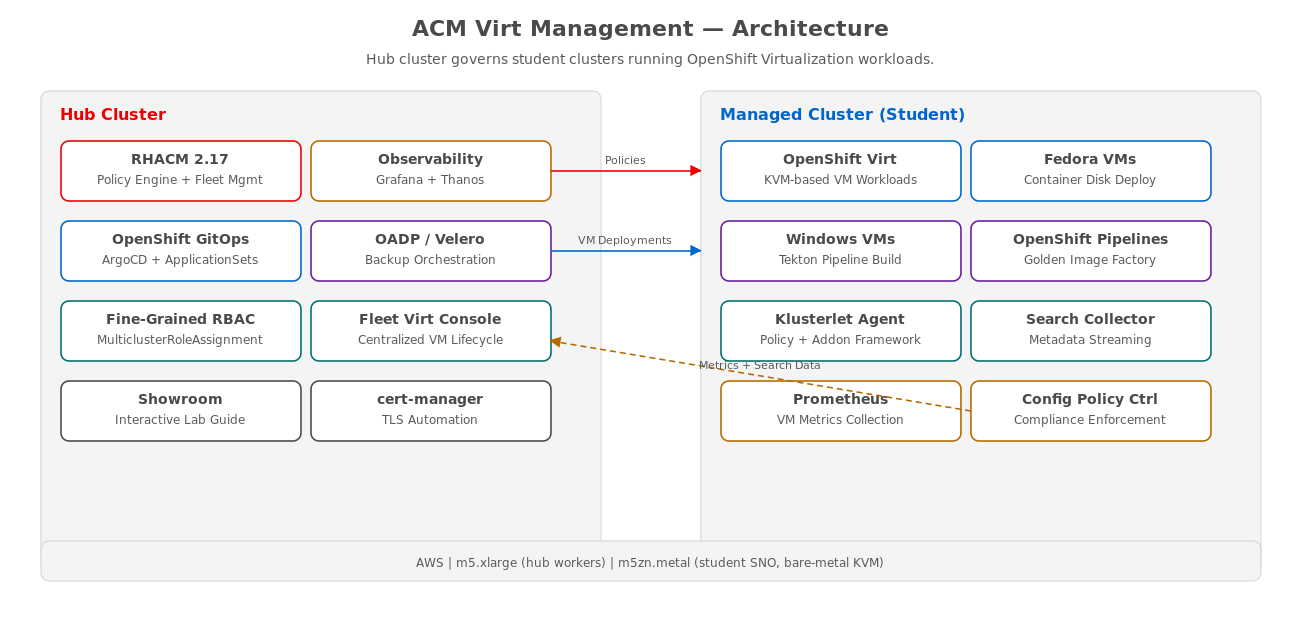 ACM Virt Management — Architecture
Hub cluster governs student clusters running OpenShift Virtualization workloads.
Hub Cluster
RHACM 2.17
Policy Engine + Fleet Mgmt
Observability
Grafana + Thanos
OpenShift GitOps
ArgoCD + ApplicationSets
OADP / Velero
Backup Orchestration
Fine-Grained RBAC
MulticlusterRoleAssignment
Fleet Virt Console
Centralized VM Lifecycle
Showroom
Interactive Lab Guide
cert-manager
TLS Automation
Policies
VM Deployments
Metrics + Search Data
Managed Cluster (Student)
OpenShift Virt
KVM-based VM Workloads
Fedora VMs
Container Disk Deploy
Windows VMs
Tekton Pipeline Build
OpenShift Pipelines
Golden Image Factory
Klusterlet Agent
Policy + Addon Framework
Search Collector
Metadata Streaming
Prometheus
VM Metrics Collection
Config Policy Ctrl
Compliance Enforcement
AWS | m5.xlarge (hub workers) | m5zn.metal (student SNO, bare-metal KVM)